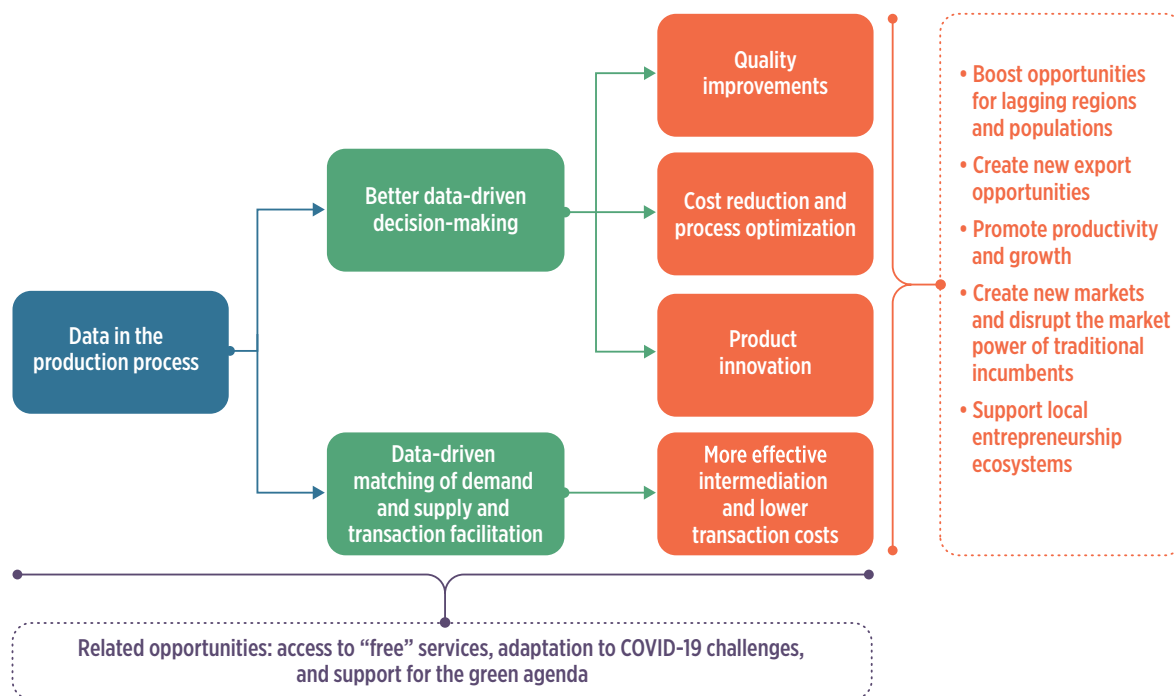 Data in the
production process
Better data-driven
decision-making
Data-driven
matching of demand
and supply and
transaction facilitation
Quality
improvements
Cost reduction and
process optimization
Product
innovation
More effective
intermediation
and lower
transaction costs
• Boost opportunities
for lagging regions
and populations
• Create new export
opportunities
• Promote productivity
and growth
• Create new markets
and disrupt the market
power of traditional
incumbents
• Support local
entrepreneurship
ecosystems
Related opportunities: access to “free” services, adaptation to COVID-19 challenges,
and support for the green agenda